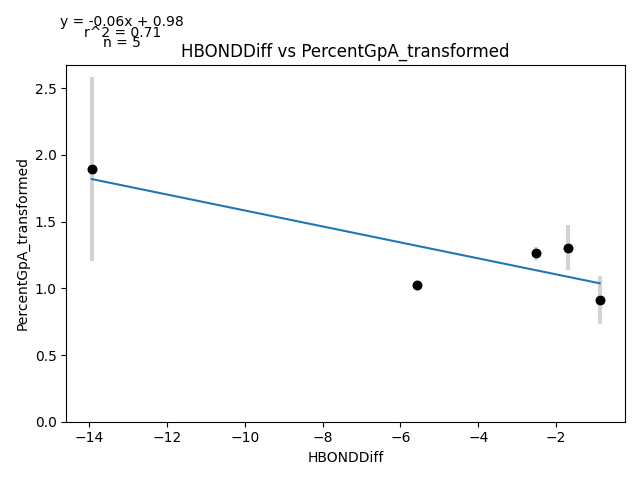 y = -0.06x + 0.98
r^2 = 0.71
n = 5
HBONDDiff vs PercentGpA_transformed
PercentGpA_transformed
2.5
2.0
1.5
1.0
0.5
0.0
−14
−12
−10
−8
−6
−4
−2
HBONDDiff